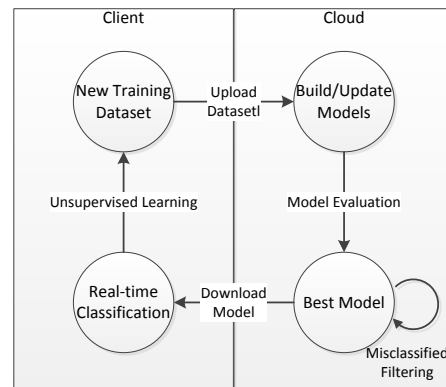 Client
Cloud
New Training
Dataset
Upload
Datasetl
Build/Update
Models
Unsupervised Learning
Model Evaluation
Real-time
Classification
Download
Model
Best Model
Misclassified
Filtering